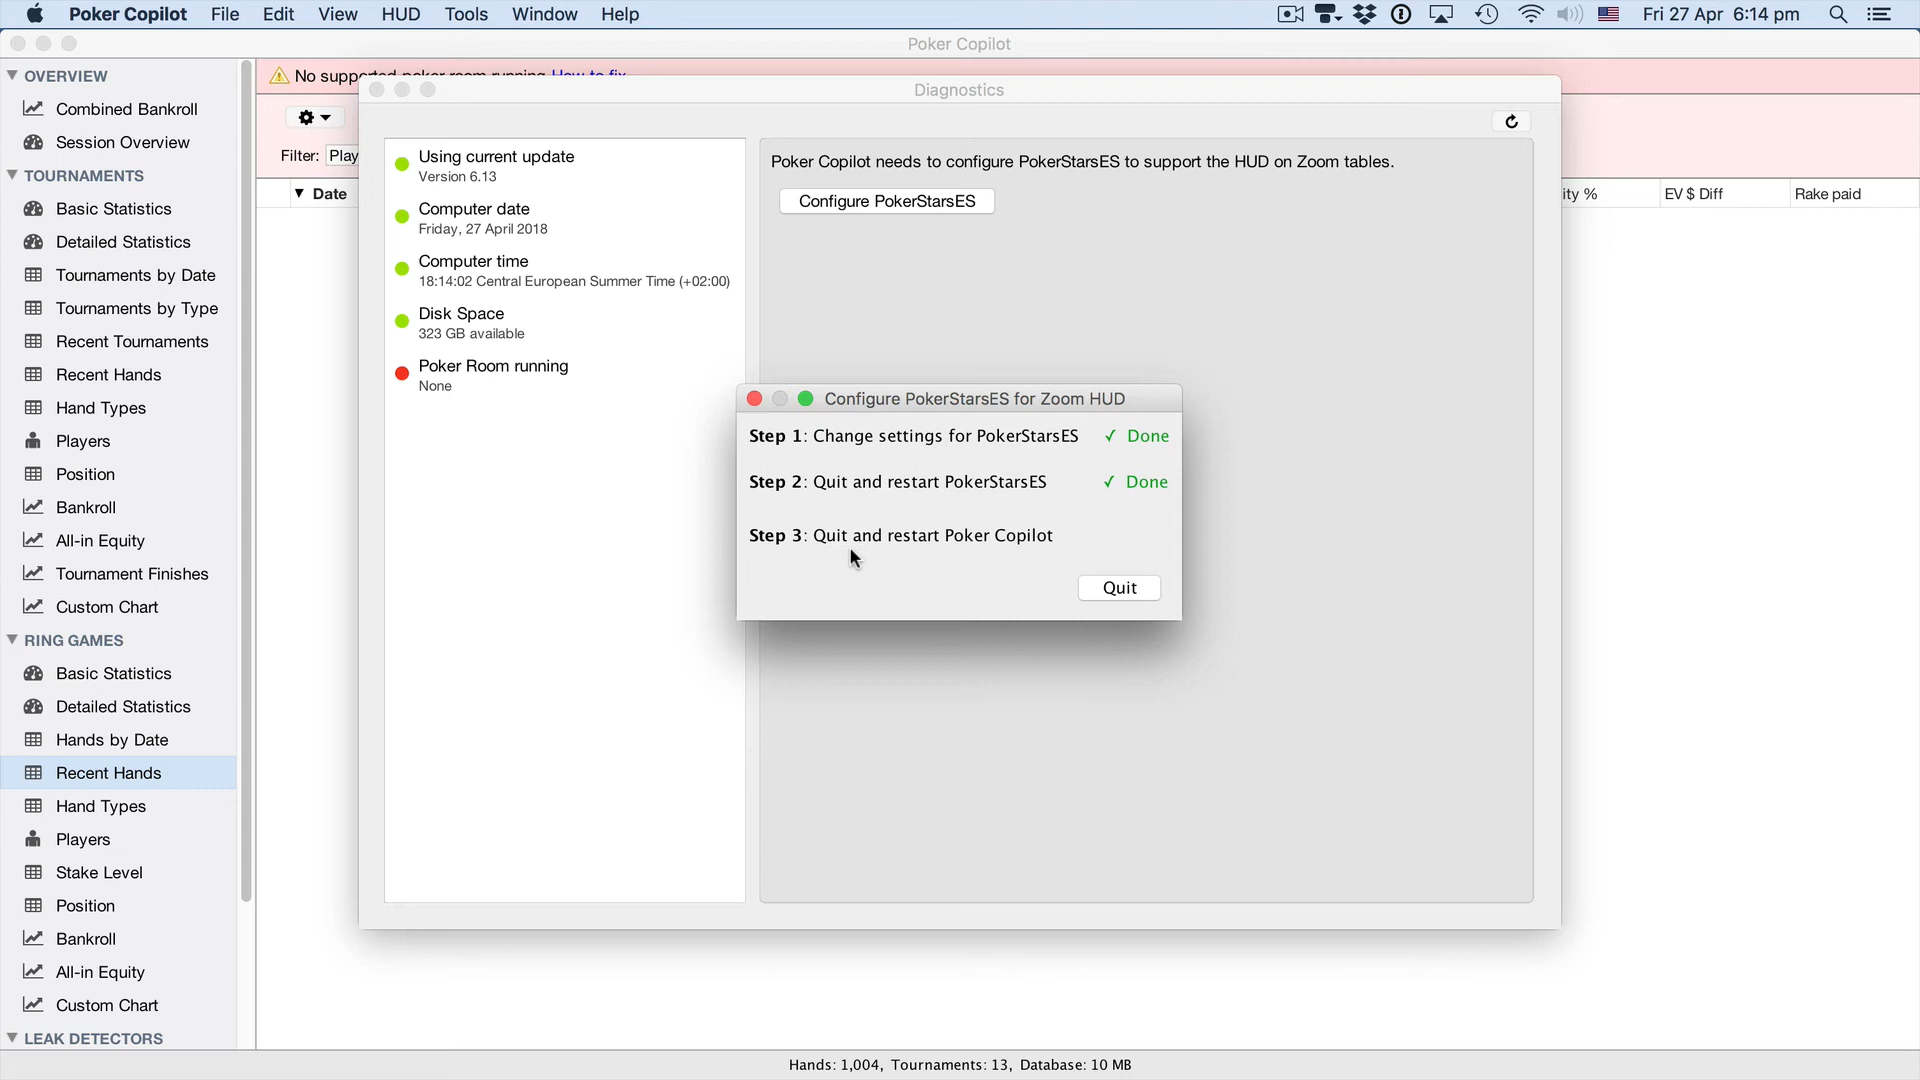 Poker Copilot File Edit View HUD Tools Window Help Fri 27 Apr 6:14 pm
Poker Copilot
OVERVIEW
Combined Bankroll
Session Overview
TOURNAMENTS
Basic Statistics
Detailed Statistics
Tournaments by Date
Tournaments by Type
Recent Tournaments
Recent Hands
Hand Types
Players
Position
Bankroll
All-in Equity
Tournament Finishes
Custom Chart
RING GAMES
Basic Statistics
Detailed Statistics
Hands by Date
Recent Hands
Hand Types
Players
Stake Level
Position
Bankroll
All-in Equity
Custom Chart
LEAK DETECTORS
No supported poker room running How to fix
Filter: Play
Date
ity % EV $ Diff Rake paid
Diagnostics
Using current update
Version 6.13
Computer date
Friday, 27 April 2018
Computer time
18:14:02 Central European Summer Time (+02:00)
Disk Space
323 GB available
Poker Room running
None
Poker Copilot needs to configure PokerStarsES to support the HUD on Zoom tables.
Configure PokerStarsES
Configure PokerStarsES for Zoom HUD
Step 1: Change settings for PokerStarsES ✓ Done
Step 2: Quit and restart PokerStarsES ✓ Done
Step 3: Quit and restart Poker Copilot
Quit
Hands: 1,004, Tournaments: 13, Database: 10 MB